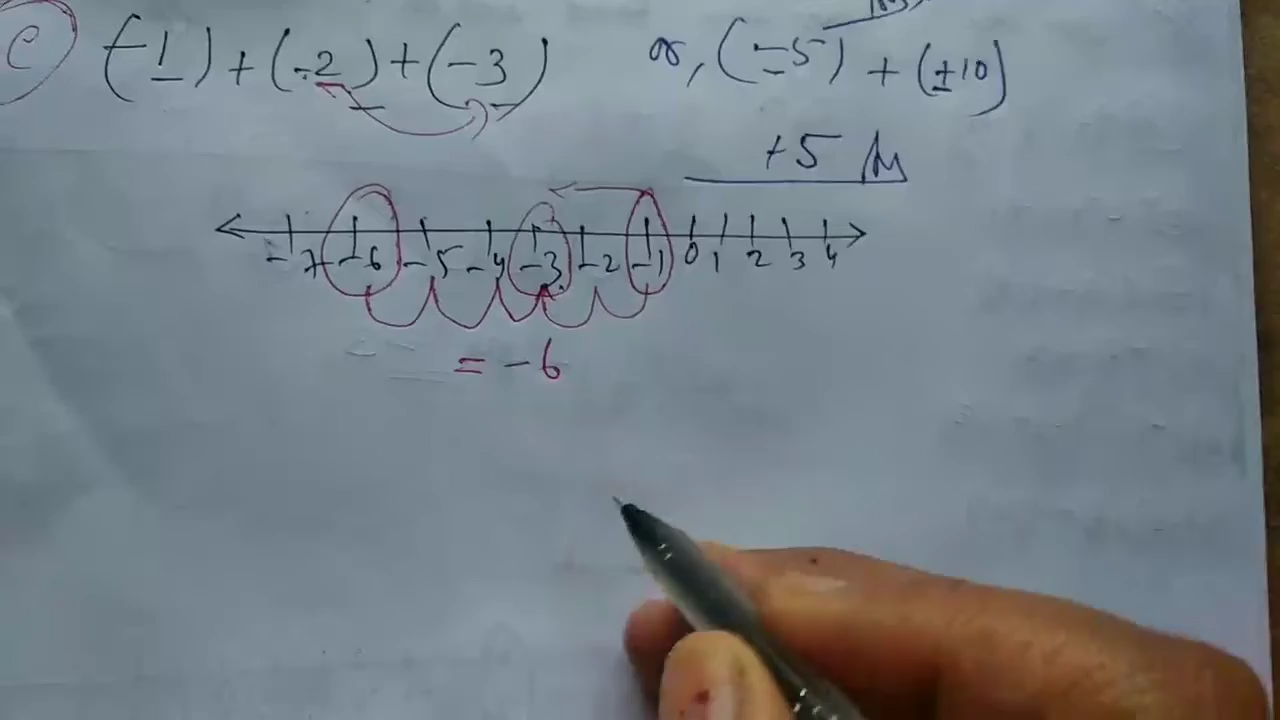 C (-1) + (-2) + (-3) or, (-5) + (+10)
+5
-7 -6 -5 -4 -3 -2 -1 0 1 2 3 4
= -6